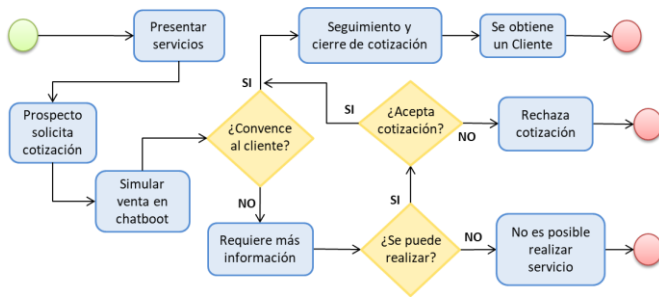 Presentar
servicios
Seguimiento y
cierre de cotización
Se obtiene
un Cliente
Prospecto
solicita
cotización
Simular
venta en
chatboot
¿Convence
al cliente?
SI
NO
¿Acepta
cotización?
SI
NO
Rechaza
cotización
Requiere más
información
¿Se puede
realizar?
SI
NO
No es posible
realizar
servicio